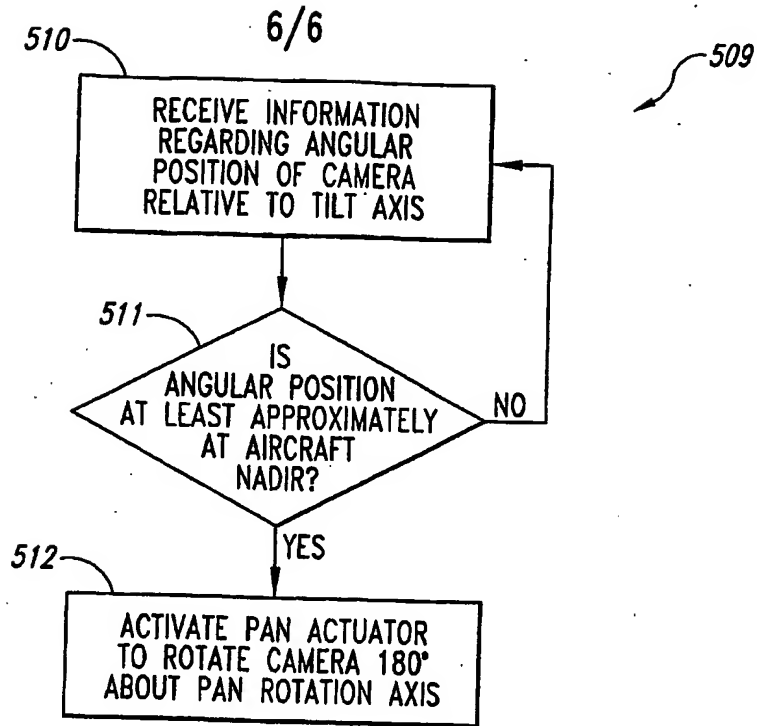 6/6
510
509
RECEIVE INFORMATION
REGARDING ANGULAR
POSITION OF CAMERA
RELATIVE TO TILT AXIS
511
IS
ANGULAR POSITION
AT LEAST APPROXIMATELY
AT AIRCRAFT
NADIR?
NO
YES
512
ACTIVATE PAN ACTUATOR
TO ROTATE CAMERA 180°
ABOUT PAN ROTATION AXIS